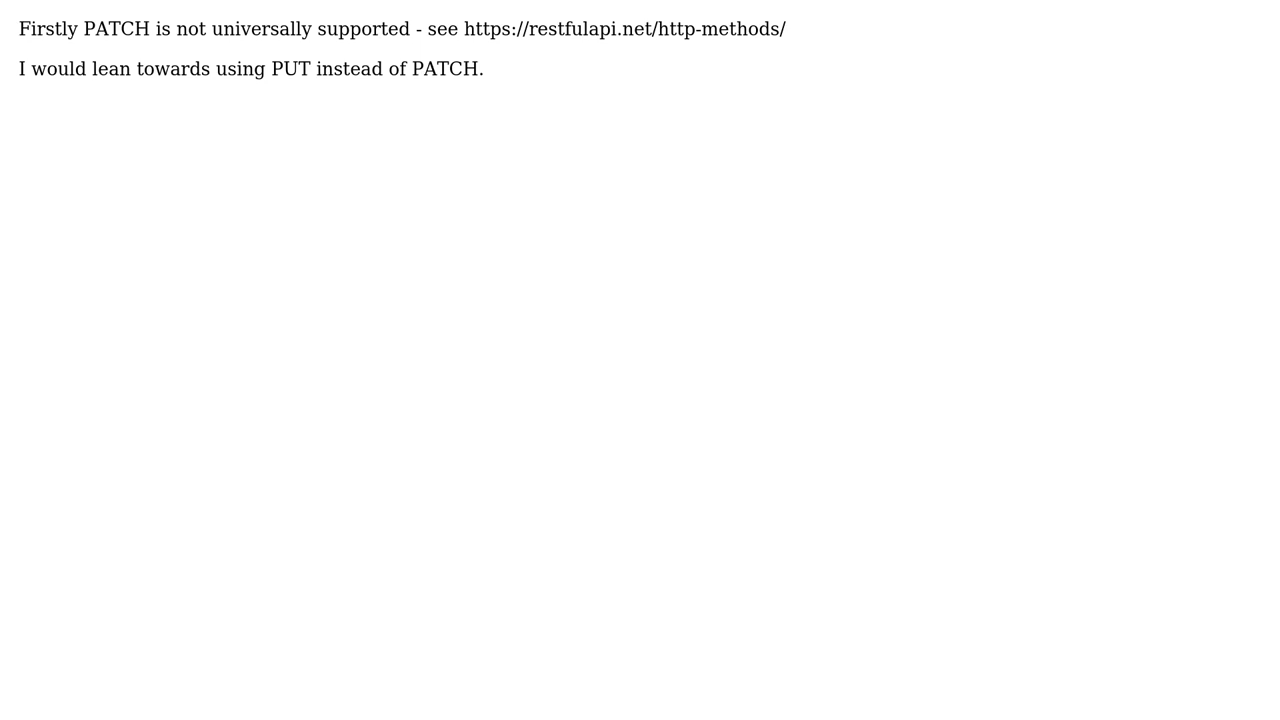 Firstly PATCH is not universally supported - see https://restfulapi.net/http-methods/
I would lean towards using PUT instead of PATCH.